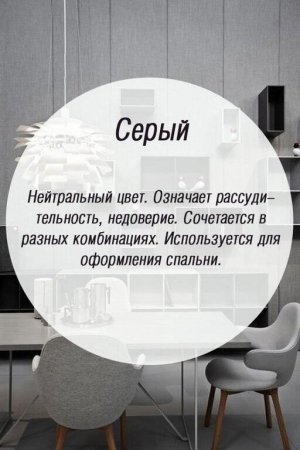 Серый
Нейтральный цвет. Означает рассуди–
тельность, недоверие. Сочетается в
разных комбинациях. Используется для
оформления спальни.